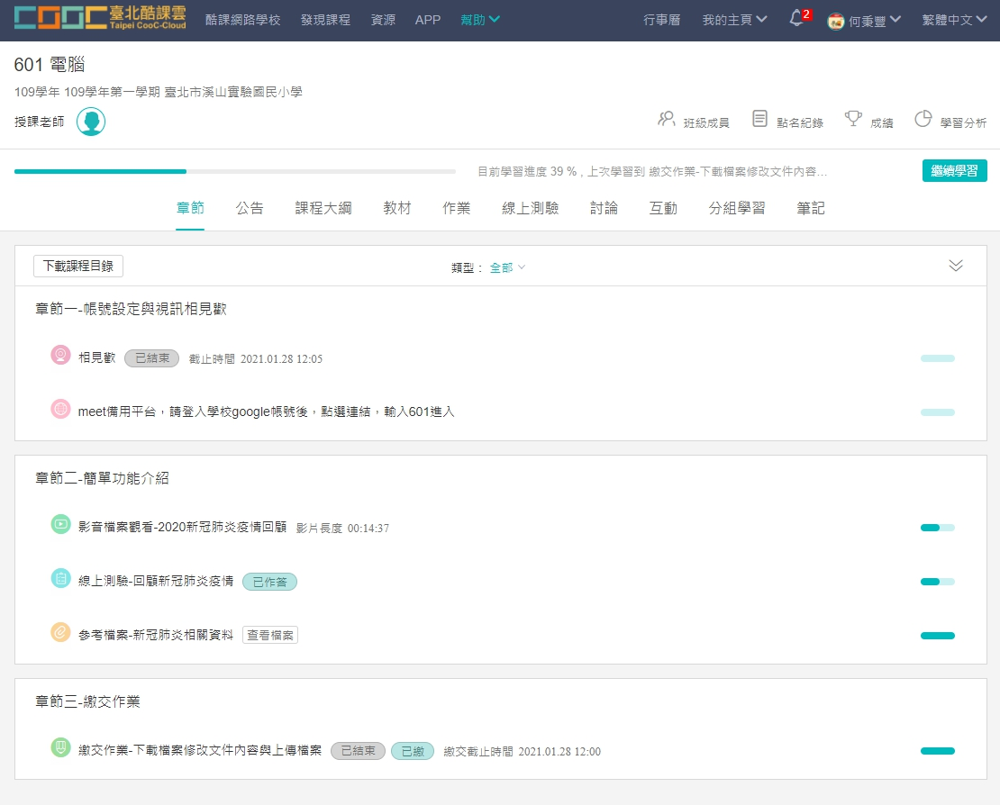 COOC 臺北酷課雲 Taipei CooC-Cloud 酷課網路學校 發現課程 資源 APP 幫助 行事曆 我的主頁 2 何秉豐 繁體中文
601 電腦
109學年 109學年第一學期 臺北市溪山實驗國民小學
授課老師 班級成員 點名紀錄 成績 學習分析
目前學習進度 39 % , 上次學習到 繳交作業-下載檔案修改文件內容... 繼續學習
章節 公告 課程大綱 教材 作業 線上測驗 討論 互動 分組學習 筆記
下載課程目錄 類型： 全部
章節一-帳號設定與視訊相見歡
相見歡 已結束 截止時間 2021.01.28 12:05
meet備用平台，請登入學校google帳號後，點選連結，輸入601進入
章節二-簡單功能介紹
影音檔案觀看-2020新冠肺炎疫情回顧 影片長度 00:14:37
線上測驗-回顧新冠肺炎疫情 已作答
參考檔案-新冠肺炎相關資料 查看檔案
章節三-繳交作業
繳交作業-下載檔案修改文件內容與上傳檔案 已結束 已繳 繳交截止時間 2021.01.28 12:00